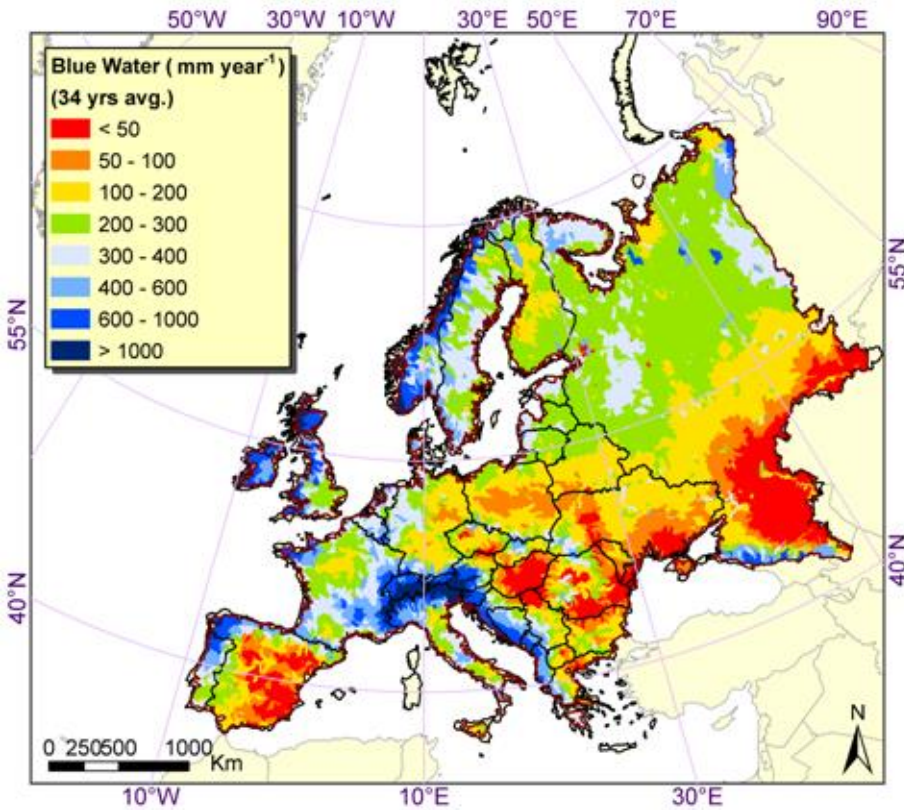 50°W 30°W 10°W 10°E 30°E 50°E 70°E 90°E
Blue Water ( mm year-1)
(34 yrs avg.)
< 50
50 - 100
100 - 200
200 - 300
300 - 400
400 - 600
600 - 1000
> 1000
55°N
55°N
40°N
40°N
N
0 250500 1000
Km
10°W 10°E 30°E